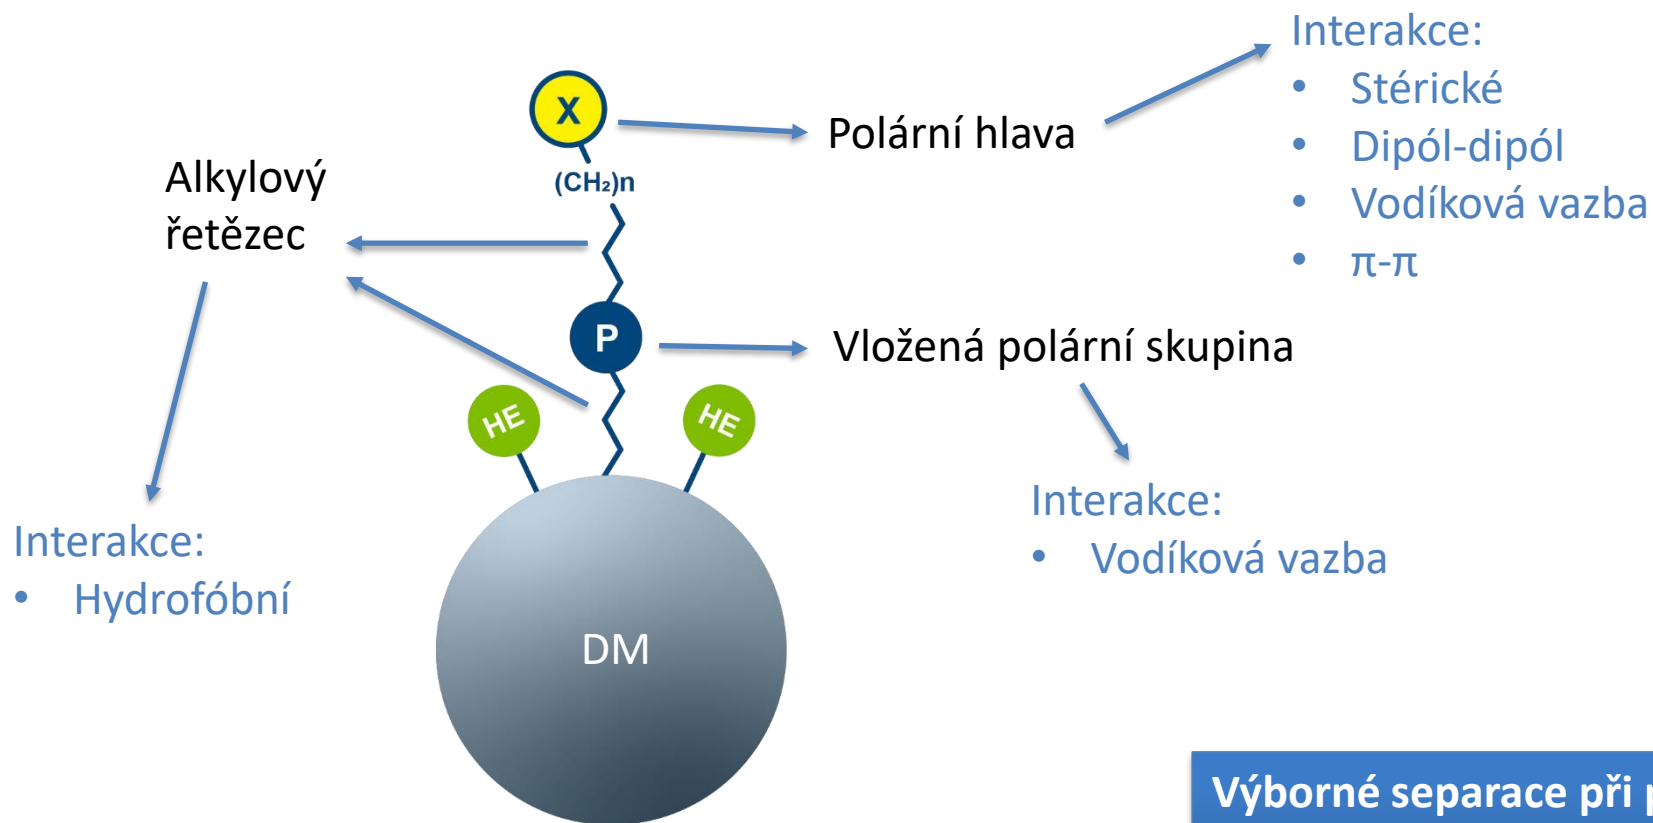 Interakce:
• Stérické
• Dipól-dipól
• Vodíková vazba
• π-π
X
Polární hlava
(CH₂)n
Alkylový
řetězec
P
Vložená polární skupina
HE
HE
Interakce:
• Vodíková vazba
Interakce:
• Hydrofóbní
DM
Výborné separace při